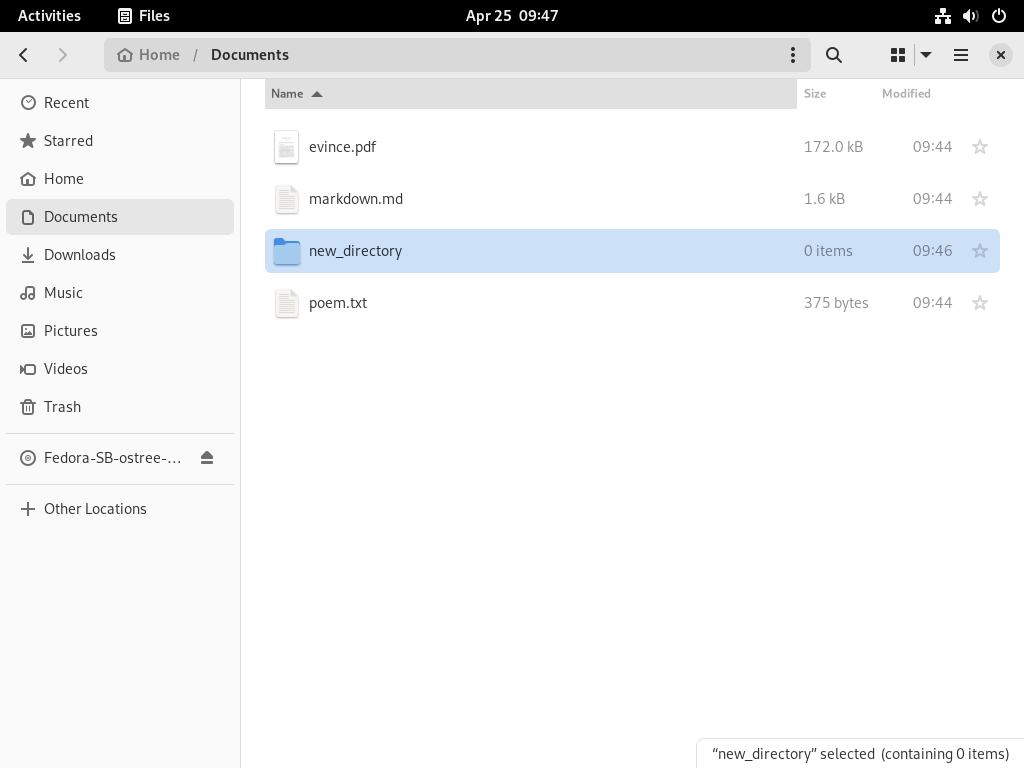 Activities Files Apr 25 09:47
Home / Documents
Name Size Modified
Recent
Starred
Home
Documents
Downloads
Music
Pictures
Videos
Trash
Fedora-SB-ostree-…
Other Locations
evince.pdf 172.0 kB 09:44
markdown.md 1.6 kB 09:44
new_directory 0 items 09:46
poem.txt 375 bytes 09:44
“new_directory” selected (containing 0 items)